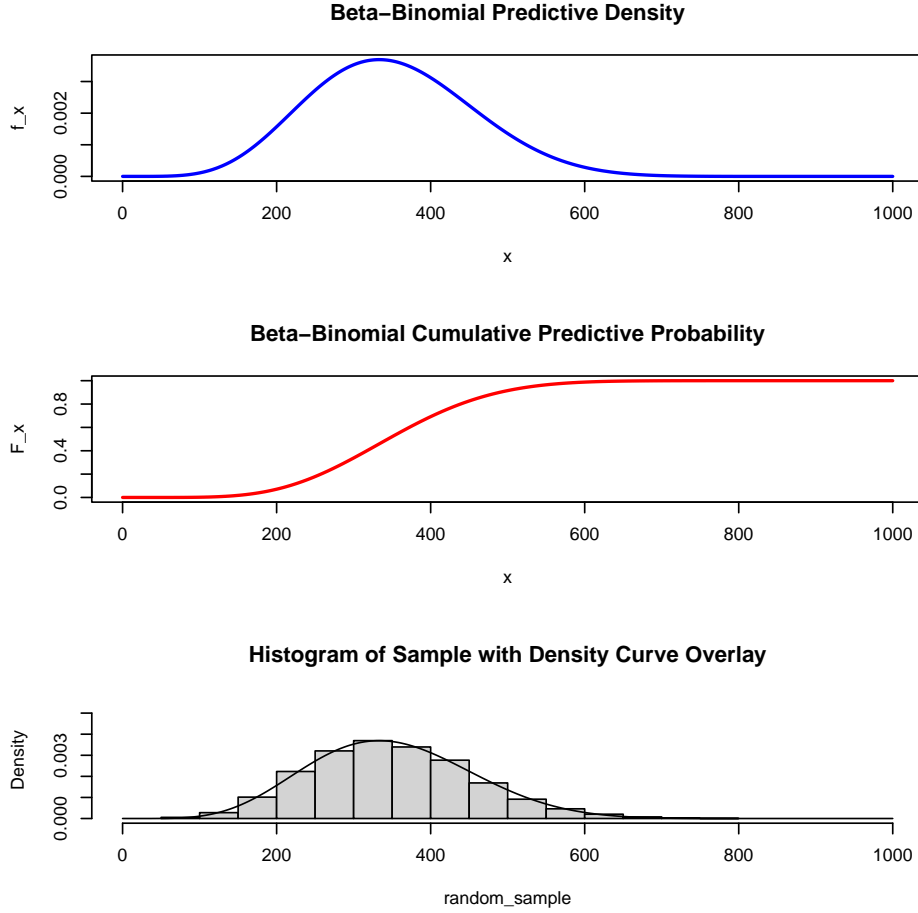 Beta−Binomial Predictive Density
f_x
0.002
0.000
0 200 400 600 800 1000
x
Beta−Binomial Cumulative Predictive Probability
F_x
0.8
0.4
0.0
0 200 400 600 800 1000
x
Histogram of Sample with Density Curve Overlay
Density
0.003
0.000
0 200 400 600 800 1000
random_sample